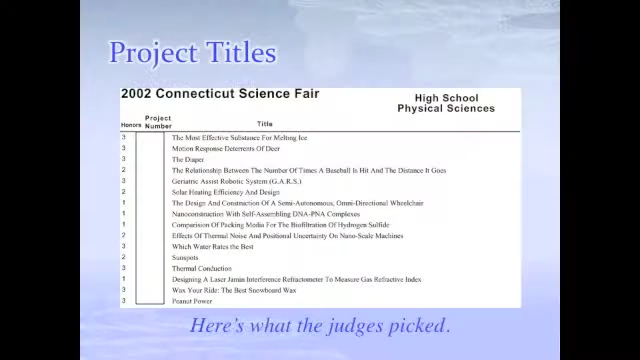 Project Titles
2002 Connecticut Science Fair
High School
Physical Sciences
Honors Project Number Title
3 The Most Effective Substance For Melting Ice
3 Motion Response Deterrents Of Deer
3 The Diaper
2 The Relationship Between The Number Of Times A Baseball Is Hit And The Distance It Goes
3 Geriatric Assist Robotic System (G.A.R.S.)
2 Solar Heating Efficiency And Design
1 The Design And Construction Of A Semi-Autonomous, Omni-Directional Wheelchair
1 Nanoconstruction With Self-Assembling DNA-PNA Complexes
1 Comparision Of Packing Media For The Biofiltration Of Hydrogen Sulfide
2 Effects Of Thermal Noise And Positional Uncertainty On Nano-Scale Machines
3 Which Water Rates the Best
2 Sunspots
3 Thermal Conduction
1 Designing A Laser Jamin Interference Refractometer To Measure Gas Refractive Index
3 Wax Your Ride: The Best Snowboard Wax
3 Peanut Power
Here's what the judges picked.